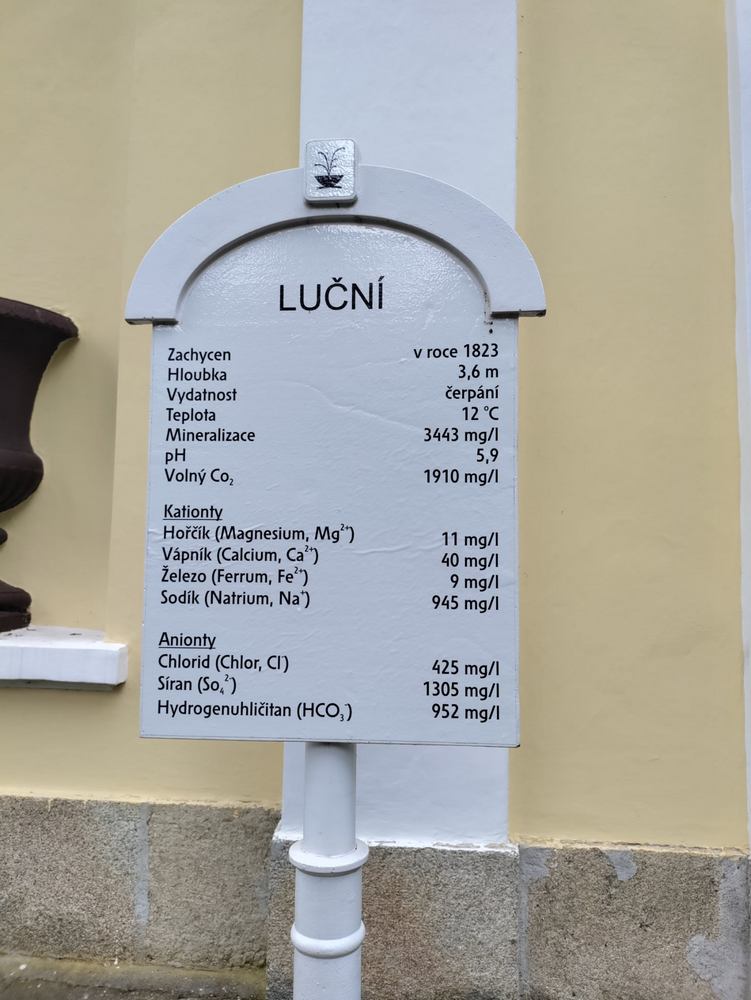 LUČNÍ
Zachycen v roce 1823
Hloubka 3,6 m
Vydatnost čerpání
Teplota 12 °C
Mineralizace 3443 mg/l
pH 5,9
Volný Co₂ 1910 mg/l
Kationty
Hořčík (Magnesium, Mg²⁺) 11 mg/l
Vápník (Calcium, Ca²⁺) 40 mg/l
Železo (Ferrum, Fe²⁺) 9 mg/l
Sodík (Natrium, Na⁺) 945 mg/l
Anionty
Chlorid (Chlor, Cl⁻) 425 mg/l
Síran (So₄²⁻) 1305 mg/l
Hydrogenuhličitan (HCO₃⁻) 952 mg/l